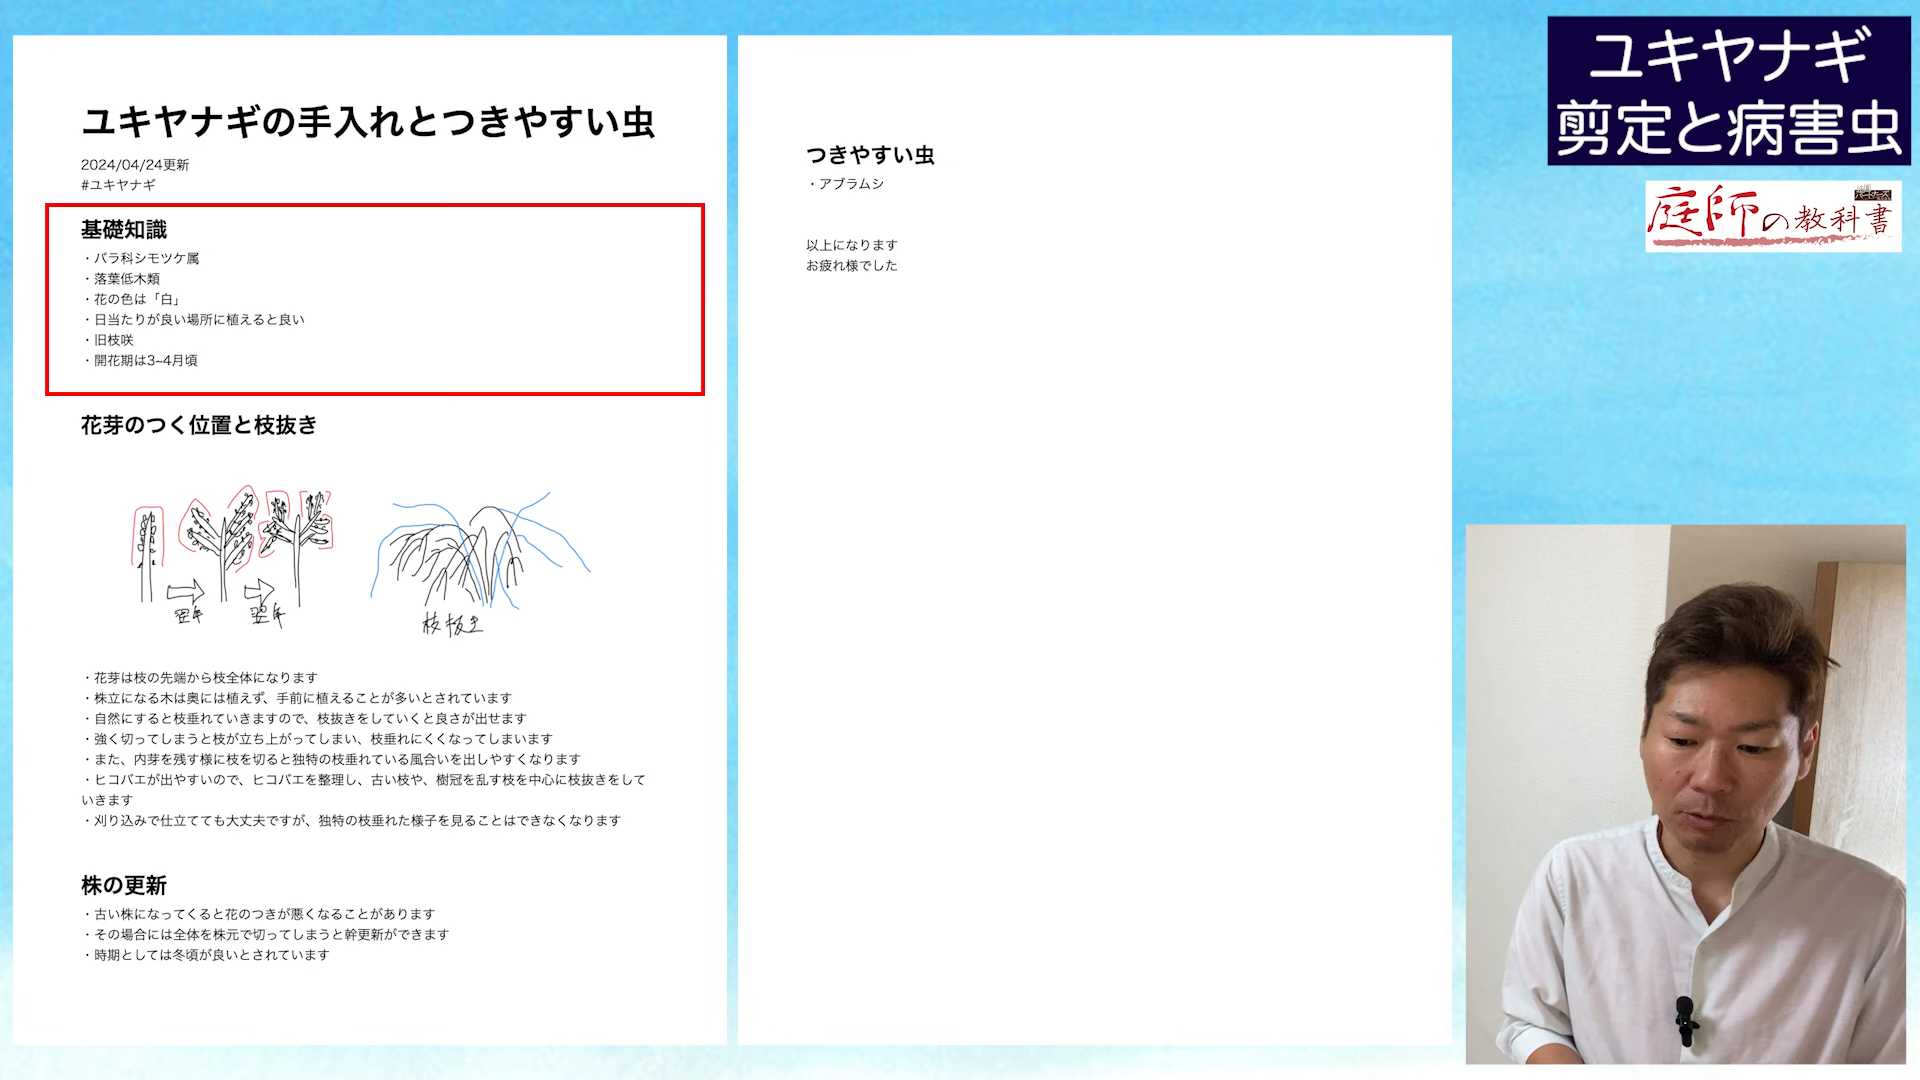 ユキヤナギの手入れとつきやすい虫
2024/04/24更新
#ユキヤナギ
基礎知識
・バラ科シモツケ属
・落葉低木類
・花の色は「白」
・日当たりが良い場所に植えると良い
・旧枝咲
・開花期は3~4月頃
花芽のつく位置と枝抜き
翌年
翌年
枝抜き
・花芽は枝の先端から枝全体になります
・株立になる木は奥には植えず、手前に植えることが多いとされています
・自然にすると枝垂れていきますので、枝抜きをしていくと良さが出せます
・強く切ってしまうと枝が立ち上がってしまい、枝垂れにくくなってしまいます
・また、内芽を残す様に枝を切ると独特の枝垂れている風合いを出しやすくなります
・ヒコバエが出やすいので、ヒコバエを整理し、古い枝や、樹冠を乱す枝を中心に枝抜きをして
いきます
・刈り込みで仕立てても大丈夫ですが、独特の枝垂れた様子を見ることはできなくなります
株の更新
・古い株になってくると花のつきが悪くなることがあります
・その場合には全体を株元で切ってしまうと幹更新ができます
・時期としては冬頃が良いとされています
つきやすい虫
・アブラムシ
以上になります
お疲れ様でした
ユキヤナギ
剪定と病害虫
庭師の教科書